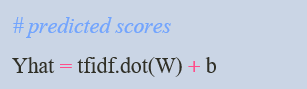 # predicted scores
Yhat = tfidf.dot(W) + b